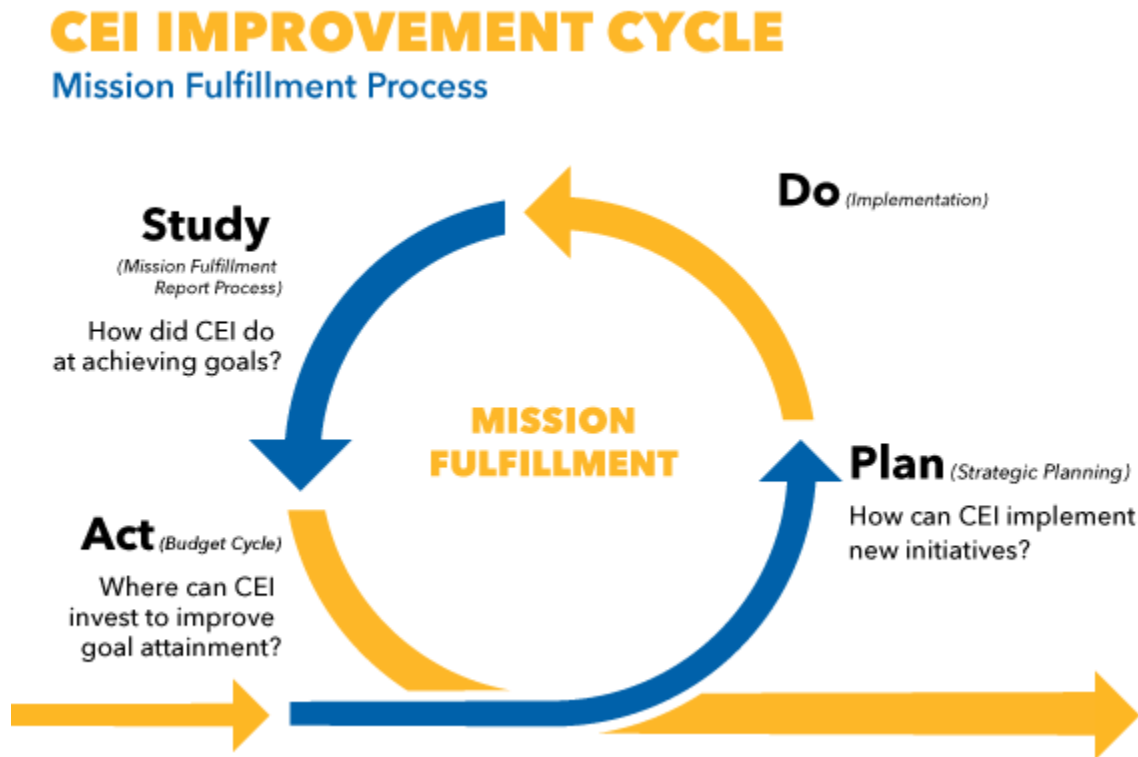 CEI IMPROVEMENT CYCLE
Mission Fulfillment Process
Do (Implementation)
Study
(Mission Fulfillment
Report Process)
How did CEI do
at achieving goals?
MISSION
FULFILLMENT
Plan (Strategic Planning)
How can CEI implement
new initiatives?
Act (Budget Cycle)
Where can CEI
invest to improve
goal attainment?